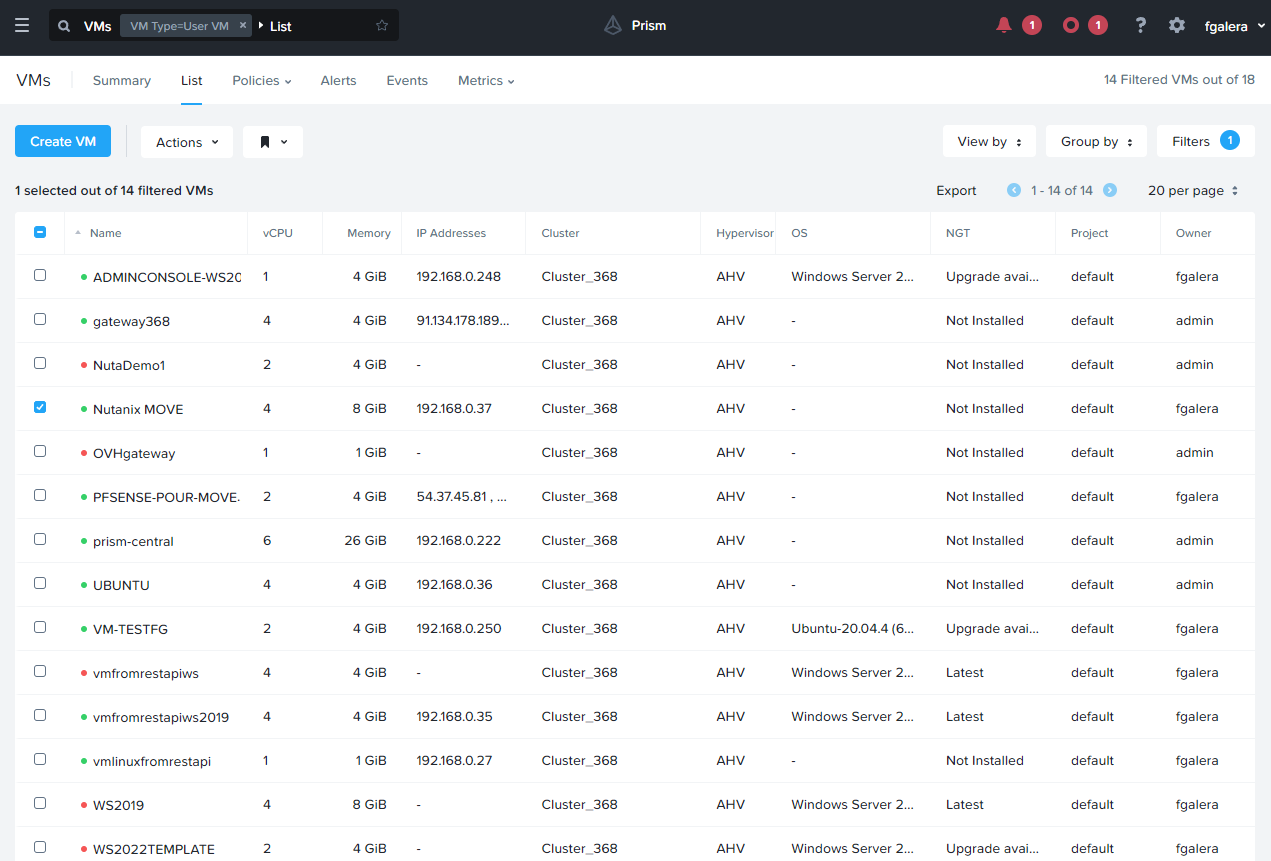 VMs VM Type=User VM × List Prism 1 1 ? fgalera
VMs Summary List Policies Alerts Events Metrics 14 Filtered VMs out of 18
Create VM Actions View by Group by Filters 1
1 selected out of 14 filtered VMs Export 1 - 14 of 14 20 per page
Name vCPU Memory IP Addresses Cluster Hypervisor OS NGT Project Owner
ADMINCONSOLE-WS20 1 4 GiB 192.168.0.248 Cluster_368 AHV Windows Server 2... Upgrade avai... default fgalera
gateway368 4 4 GiB 91.134.178.189... Cluster_368 AHV - Not Installed default admin
NutaDemo1 2 4 GiB - Cluster_368 AHV - Not Installed default admin
Nutanix MOVE 4 8 GiB 192.168.0.37 Cluster_368 AHV - Not Installed default fgalera
OVHgateway 1 1 GiB - Cluster_368 AHV - Not Installed default admin
PFSENSE-POUR-MOVE. 2 4 GiB 54.37.45.81 , ... Cluster_368 AHV - Not Installed default fgalera
prism-central 6 26 GiB 192.168.0.222 Cluster_368 AHV - Not Installed default admin
UBUNTU 4 4 GiB 192.168.0.36 Cluster_368 AHV - Not Installed default admin
VM-TESTFG 2 4 GiB 192.168.0.250 Cluster_368 AHV Ubuntu-20.04.4 (6... Upgrade avai... default fgalera
vmfromrestapiws 4 4 GiB - Cluster_368 AHV Windows Server 2... Latest default fgalera
vmfromrestapiws2019 4 4 GiB 192.168.0.35 Cluster_368 AHV Windows Server 2... Latest default fgalera
vmlinuxfromrestapi 1 1 GiB 192.168.0.27 Cluster_368 AHV - Not Installed default fgalera
WS2019 4 8 GiB - Cluster_368 AHV Windows Server 2... Latest default fgalera
WS2022TEMPLATE 2 4 GiB - Cluster_368 AHV Windows Server 2... Upgrade avai... default fgalera